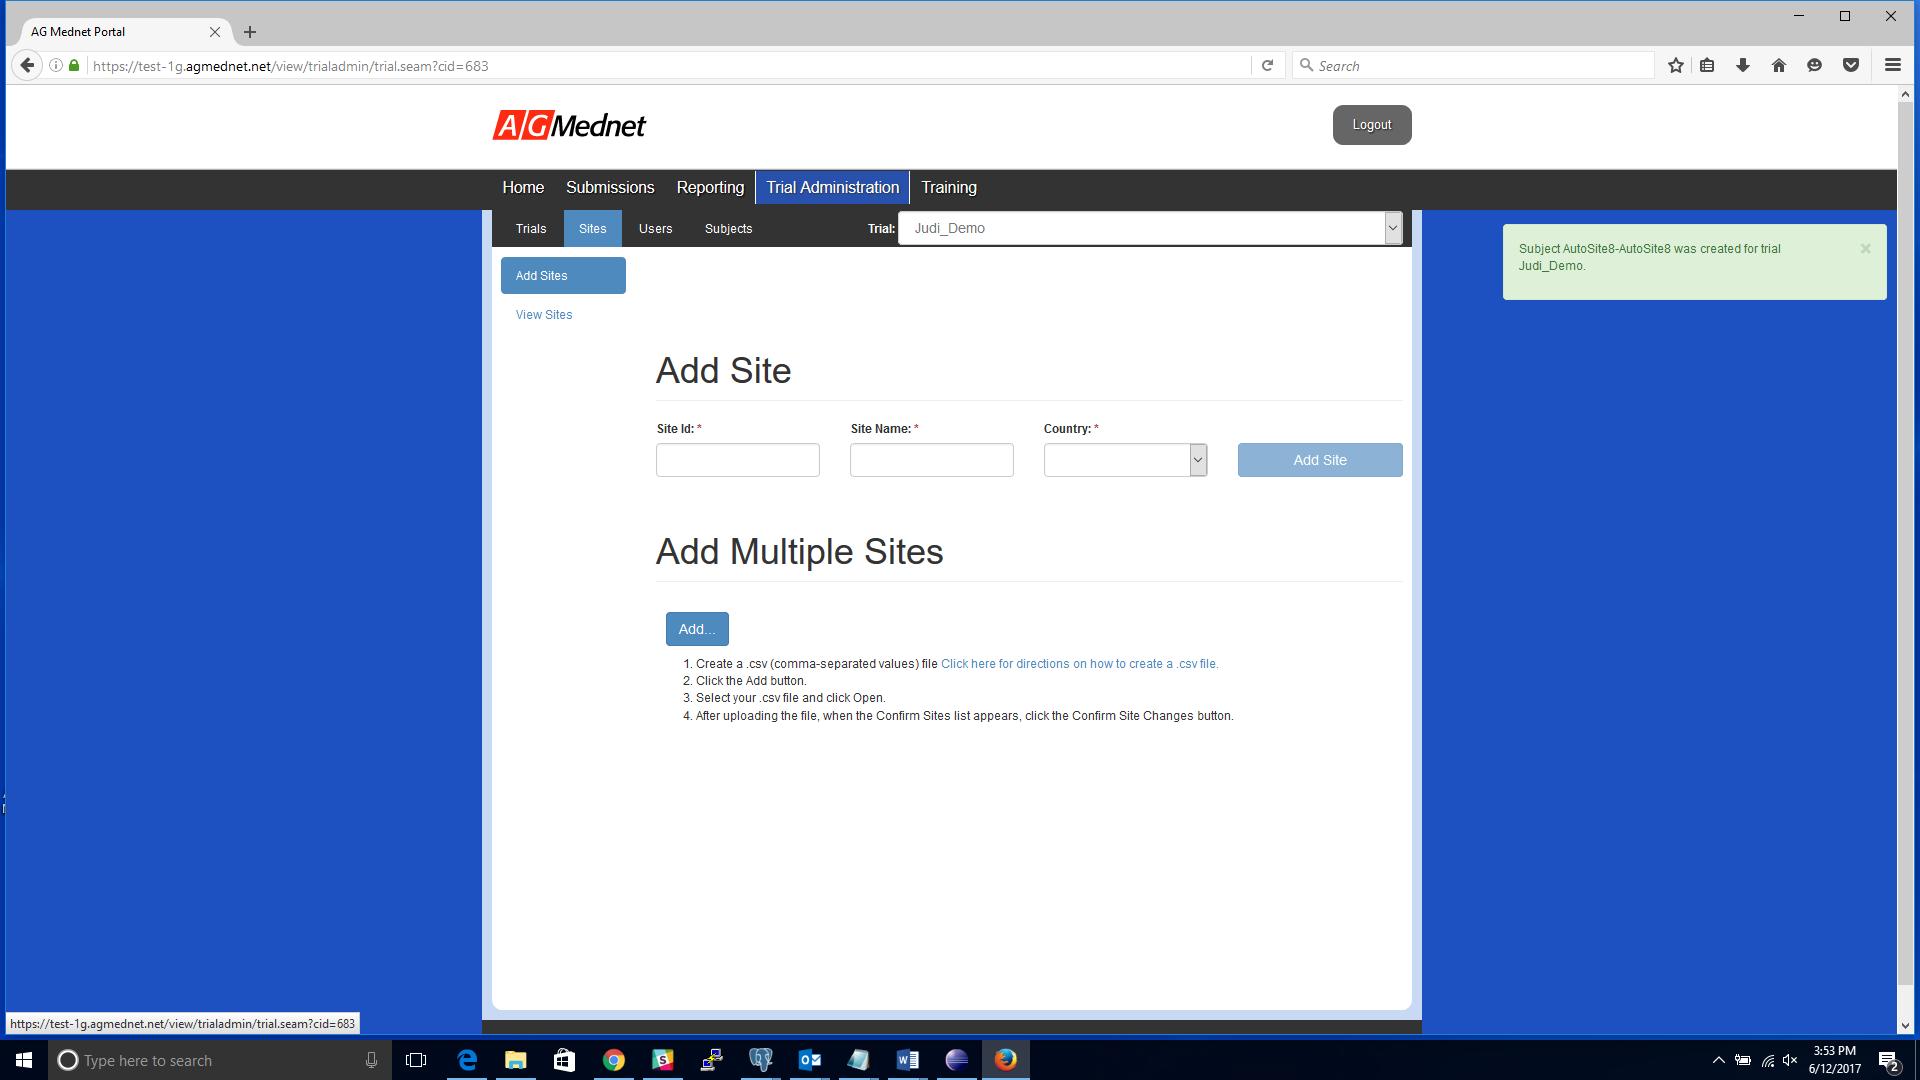 AG Mednet Portal
https://test-1g.agmednet.net/view/trialadmin/trial.seam?cid=683
Search
AG Mednet
Logout
Home Submissions Reporting Trial Administration Training
Trials Sites Users Subjects Trial: Judi_Demo
Subject AutoSite8-AutoSite8 was created for trial
Judi_Demo.
Add Sites
View Sites
Add Site
Site Id: * Site Name: * Country: *
Add Site
Add Multiple Sites
Add...
1. Create a .csv (comma-separated values) file Click here for directions on how to create a .csv file.
2. Click the Add button.
3. Select your .csv file and click Open.
4. After uploading the file, when the Confirm Sites list appears, click the Confirm Site Changes button.
https://test-1g.agmednet.net/view/trialadmin/trial.seam?cid=683
Type here to search
3:53 PM
6/12/2017
2